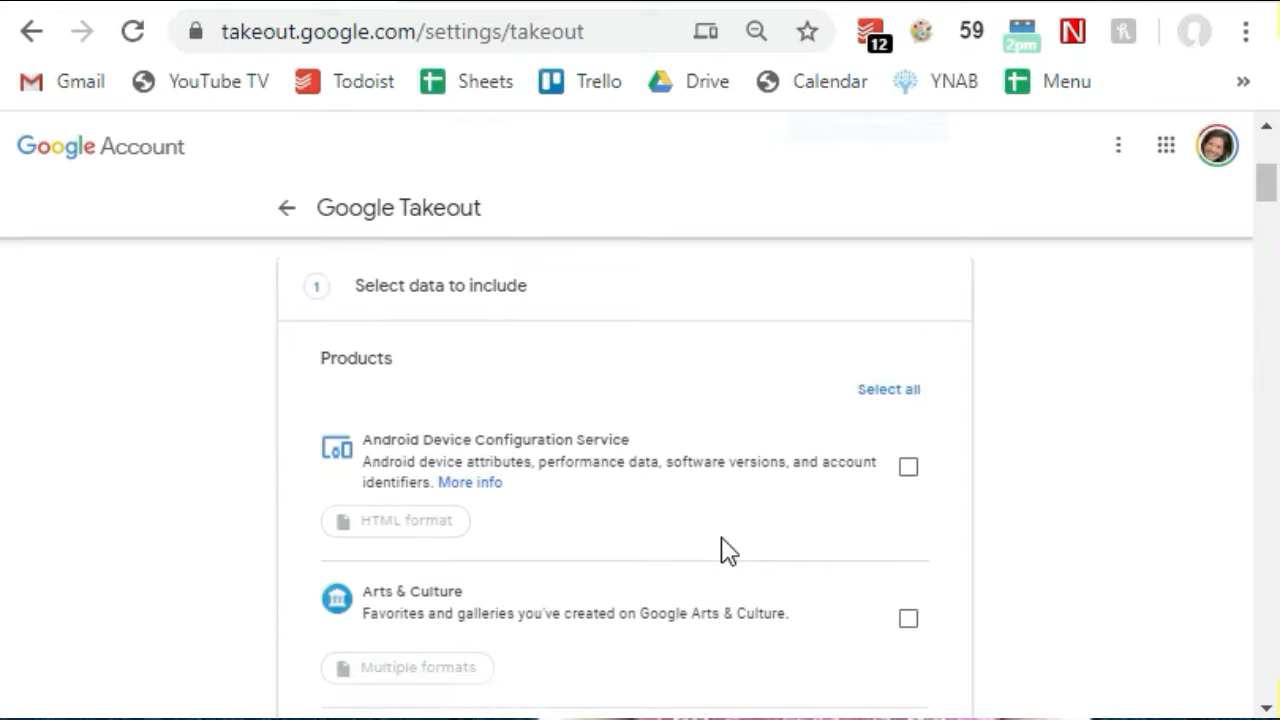 takeout.google.com/settings/takeout
12
59
2pm
N
h
Gmail
YouTube TV
Todoist
Sheets
Trello
Drive
Calendar
YNAB
Menu
»
Google Account
Google Takeout
1 Select data to include
Products
Select all
Android Device Configuration Service
Android device attributes, performance data, software versions, and account
identifiers. More info
HTML format
Arts & Culture
Favorites and galleries you've created on Google Arts & Culture.
Multiple formats